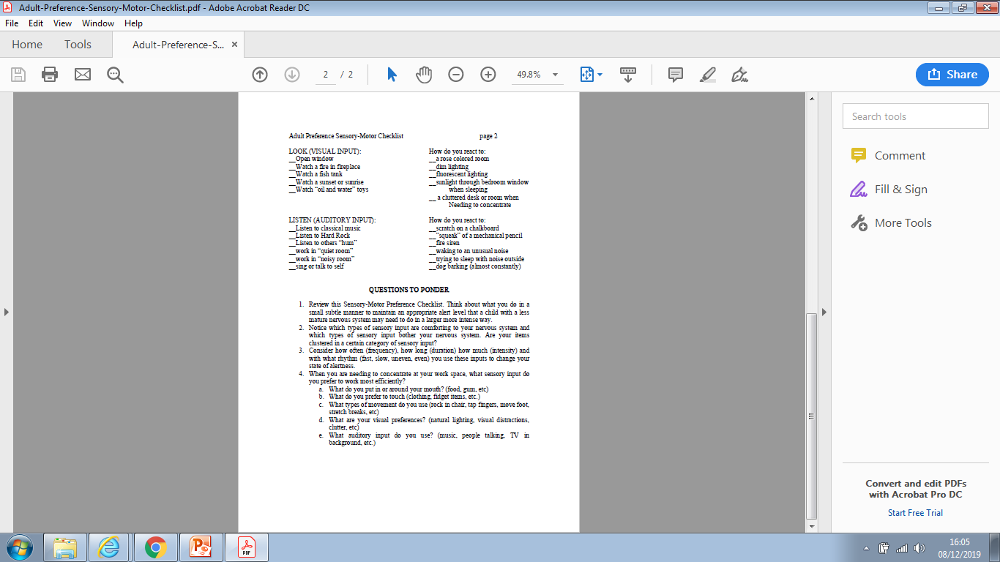 Adult-Preference-Sensory-Motor-Checklist.pdf - Adobe Acrobat Reader DC
File Edit View Window Help
Home Tools Adult-Preference-S... ×
2 / 2 49.8% Share
Search tools
Comment
Fill & Sign
More Tools
Convert and edit PDFs
with Acrobat Pro DC
Start Free Trial
Adult Preference Sensory-Motor Checklist page 2
LOOK (VISUAL INPUT):
__Open window
__Watch a fire in fireplace
__Watch a fish tank
__Watch a sunset or sunrise
__Watch “oil and water” toys
How do you react to:
__a rose colored room
__dim lighting
__fluorescent lighting
__sunlight through bedroom window
when sleeping
__ a cluttered desk or room when
Needing to concentrate
LISTEN (AUDITORY INPUT):
__Listen to classical music
__Listen to Hard Rock
__Listen to others “hum”
__work in “quiet room”
__work in “noisy room”
__sing or talk to self
How do you react to:
__scratch on a chalkboard
__”squeak” of a mechanical pencil
__fire siren
__waking to an unusual noise
__trying to sleep with noise outside
__dog barking (almost constantly)
QUESTIONS TO PONDER
1. Review this Sensory-Motor Preference Checklist. Think about what you do in a
small subtle manner to maintain an appropriate alert level that a child with a less
mature nervous system may need to do in a larger more intense way.
2. Notice which types of sensory input are comforting to your nervous system and
which types of sensory input bother your nervous system. Are your items
clustered in a certain category of sensory input?
3. Consider how often (frequency), how long (duration) how much (intensity) and
with what rhythm (fast, slow, uneven, even) you use these inputs to change your
state of alertness.
4. When you are needing to concentrate at your work space, what sensory input do
you prefer to work most efficiently?
a. What do you put in or around your mouth? (food, gum, etc)
b. What do you prefer to touch (clothing, fidget items, etc.)
c. What types of movement do you use (rock in chair, tap fingers, move foot,
stretch breaks, etc)
d. What are your visual preferences? (natural lighting, visual distractions,
clutter, etc)
e. What auditory input do you use? (music, people talking, TV in
background, etc.)
PDF
16:05
08/12/2019